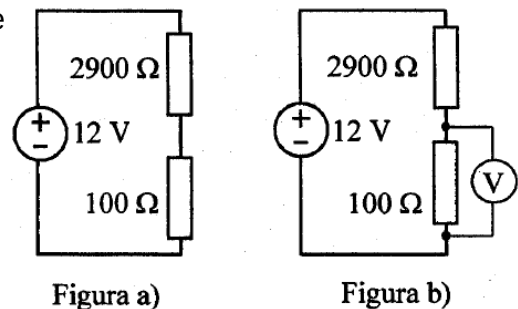 e
2900 Ω
+
12 V
−
100 Ω
Figura a)
2900 Ω
+
12 V
−
100 Ω
V
Figura b)